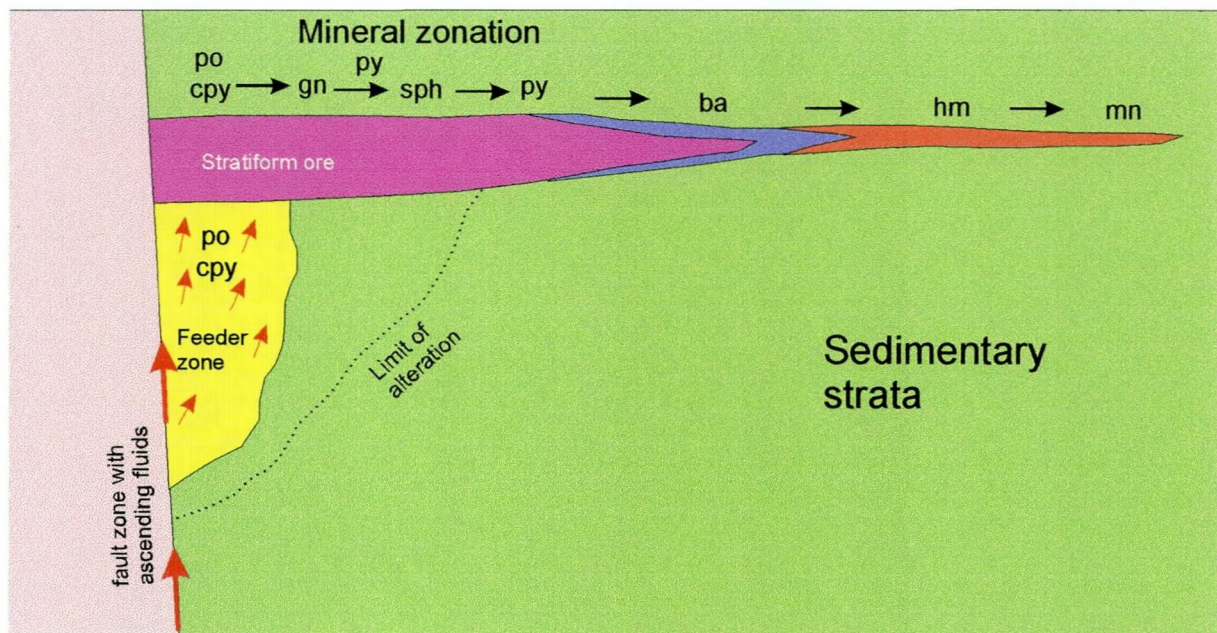 Mineral zonation
po
cpy
gn
py
sph
py
ba
hm
mn
Stratiform ore
po
cpy
Feeder
zone
Limit of
alteration
Sedimentary
strata
fault zone with
ascending fluids